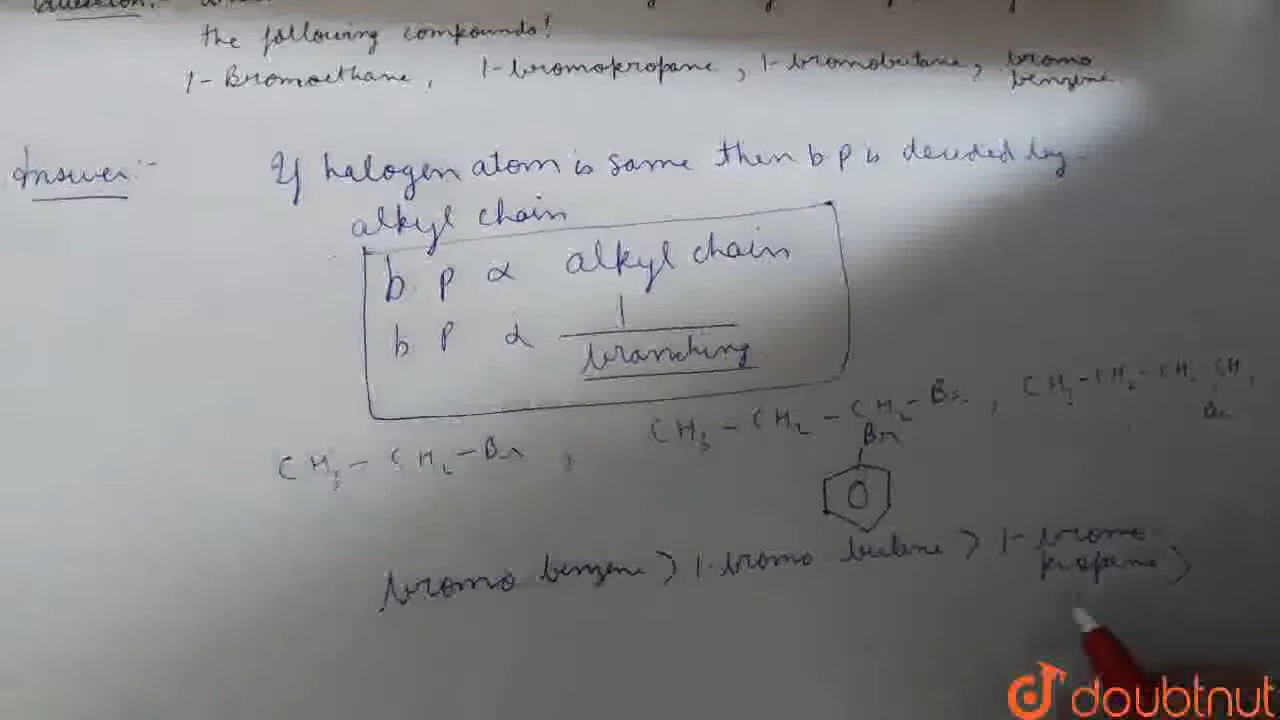 the following compounds!
1-Bromoethane, 1-bromopropane, 1-bromobutane, bromo
benzene
Answer:-
If halogen atom is same then b p is decided by
alkyl chain
b p α alkyl chain
b p α 1
branching
CH3-CH2-Br, CH3-CH2-CH2-Br, CH3-CH2-CH2 CH2
Br
Br
bromo benzene > 1-bromo butane > 1-bromo
propane >
doubtnut